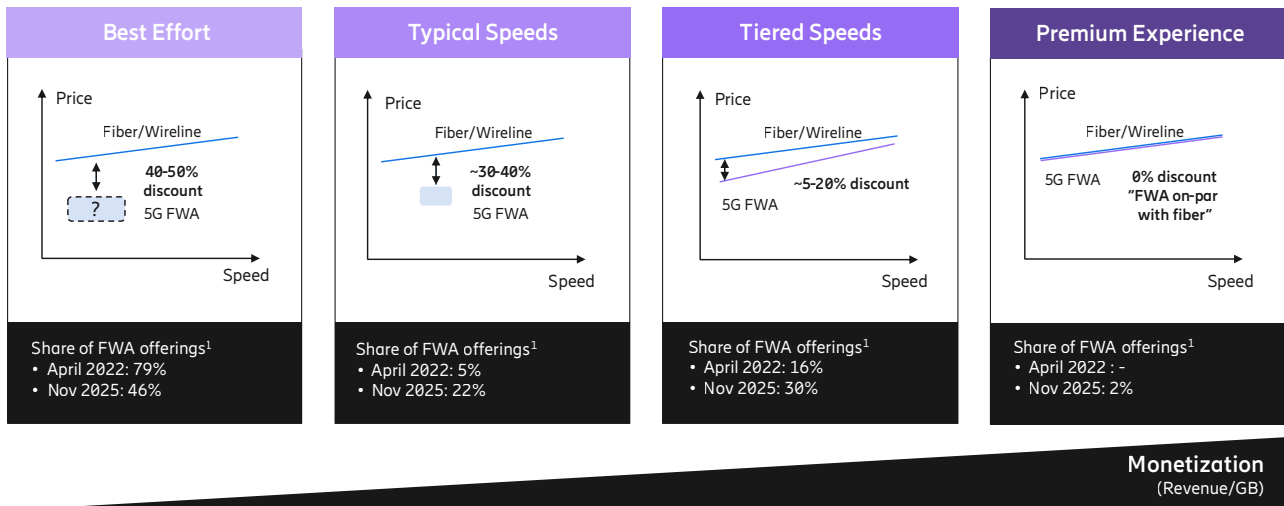 Best Effort
Price
Fiber/Wireline
40-50%
discount
?
5G FWA
Speed
Share of FWA offerings¹
• April 2022: 79%
• Nov 2025: 46%
Typical Speeds
Price
Fiber/Wireline
~30-40%
discount
5G FWA
Speed
Share of FWA offerings¹
• April 2022: 5%
• Nov 2025: 22%
Tiered Speeds
Price
Fiber/Wireline
~5-20% discount
5G FWA
Speed
Share of FWA offerings¹
• April 2022: 16%
• Nov 2025: 30%
Premium Experience
Price
Fiber/Wireline
5G FWA
0% discount
”FWA on-par
with fiber”
Speed
Share of FWA offerings¹
• April 2022 : -
• Nov 2025: 2%
Monetization
(Revenue/GB)